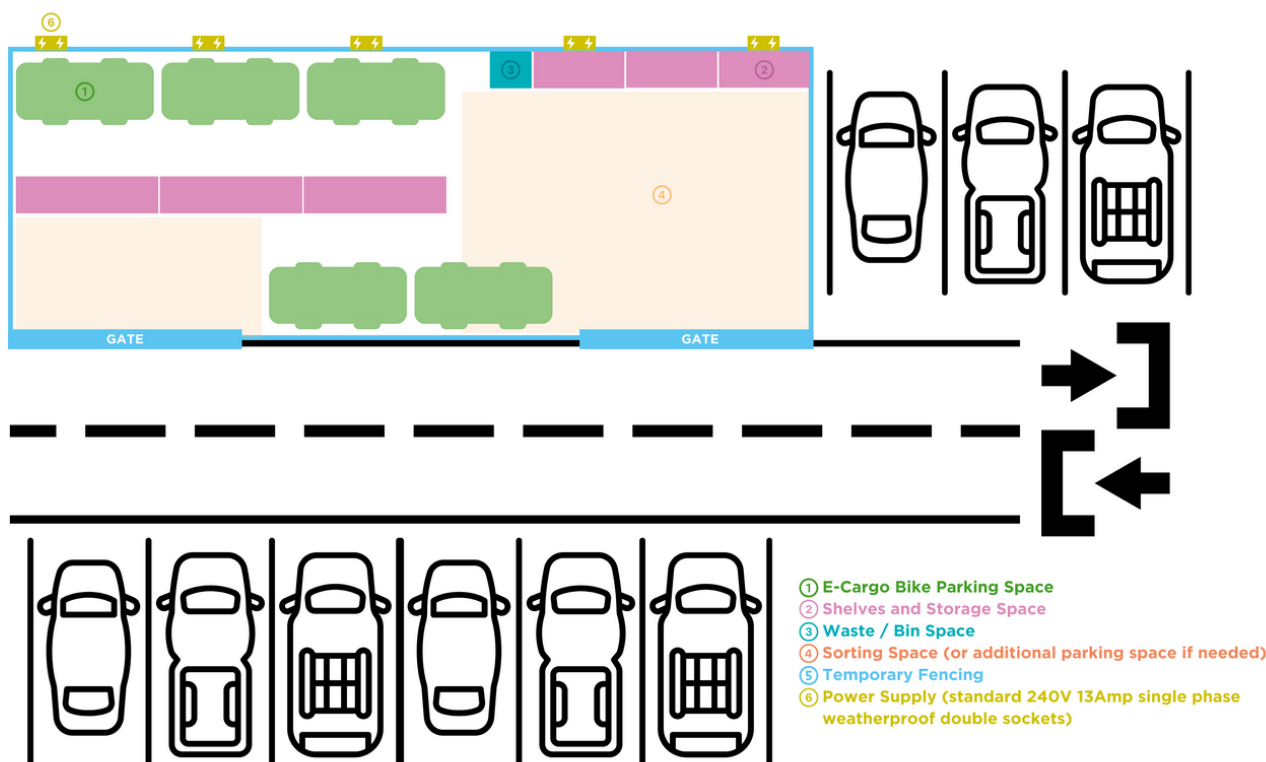 6
1
3
2
4
GATE
GATE
1 E-Cargo Bike Parking Space
2 Shelves and Storage Space
3 Waste / Bin Space
4 Sorting Space (or additional parking space if needed)
5 Temporary Fencing
6 Power Supply (standard 240V 13Amp single phase
weatherproof double sockets)